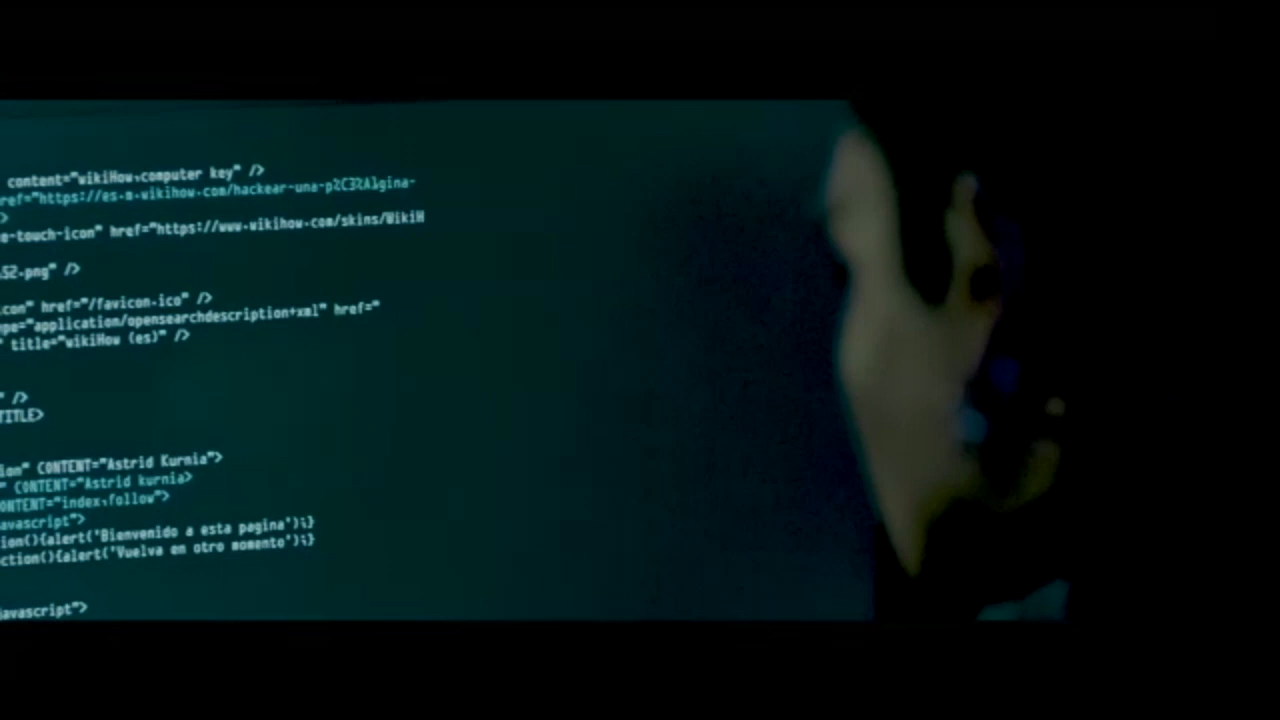 content="wikiHow,computer key" />
ref="https://es-m-wikihow-com/hackear-una-p%C3%A1gina-
>
e-touch-icon" href="https://www-wikihow-com/skins/WikiH
152-png" />
con" href="/favicon-ico" />
ype="application/opensearchdescription+xml" href="
" title="wikiHow (es)" />
" />
TITLE>
ion" CONTENT="Astrid Kurnia">
" CONTENT="Astrid kurnia>
ONTENT="index,follow">
avascript">
ion(){alert('Bienvenido a esta pagina');}
ction(){alert('Vuelva en otro momento');}
javascript">